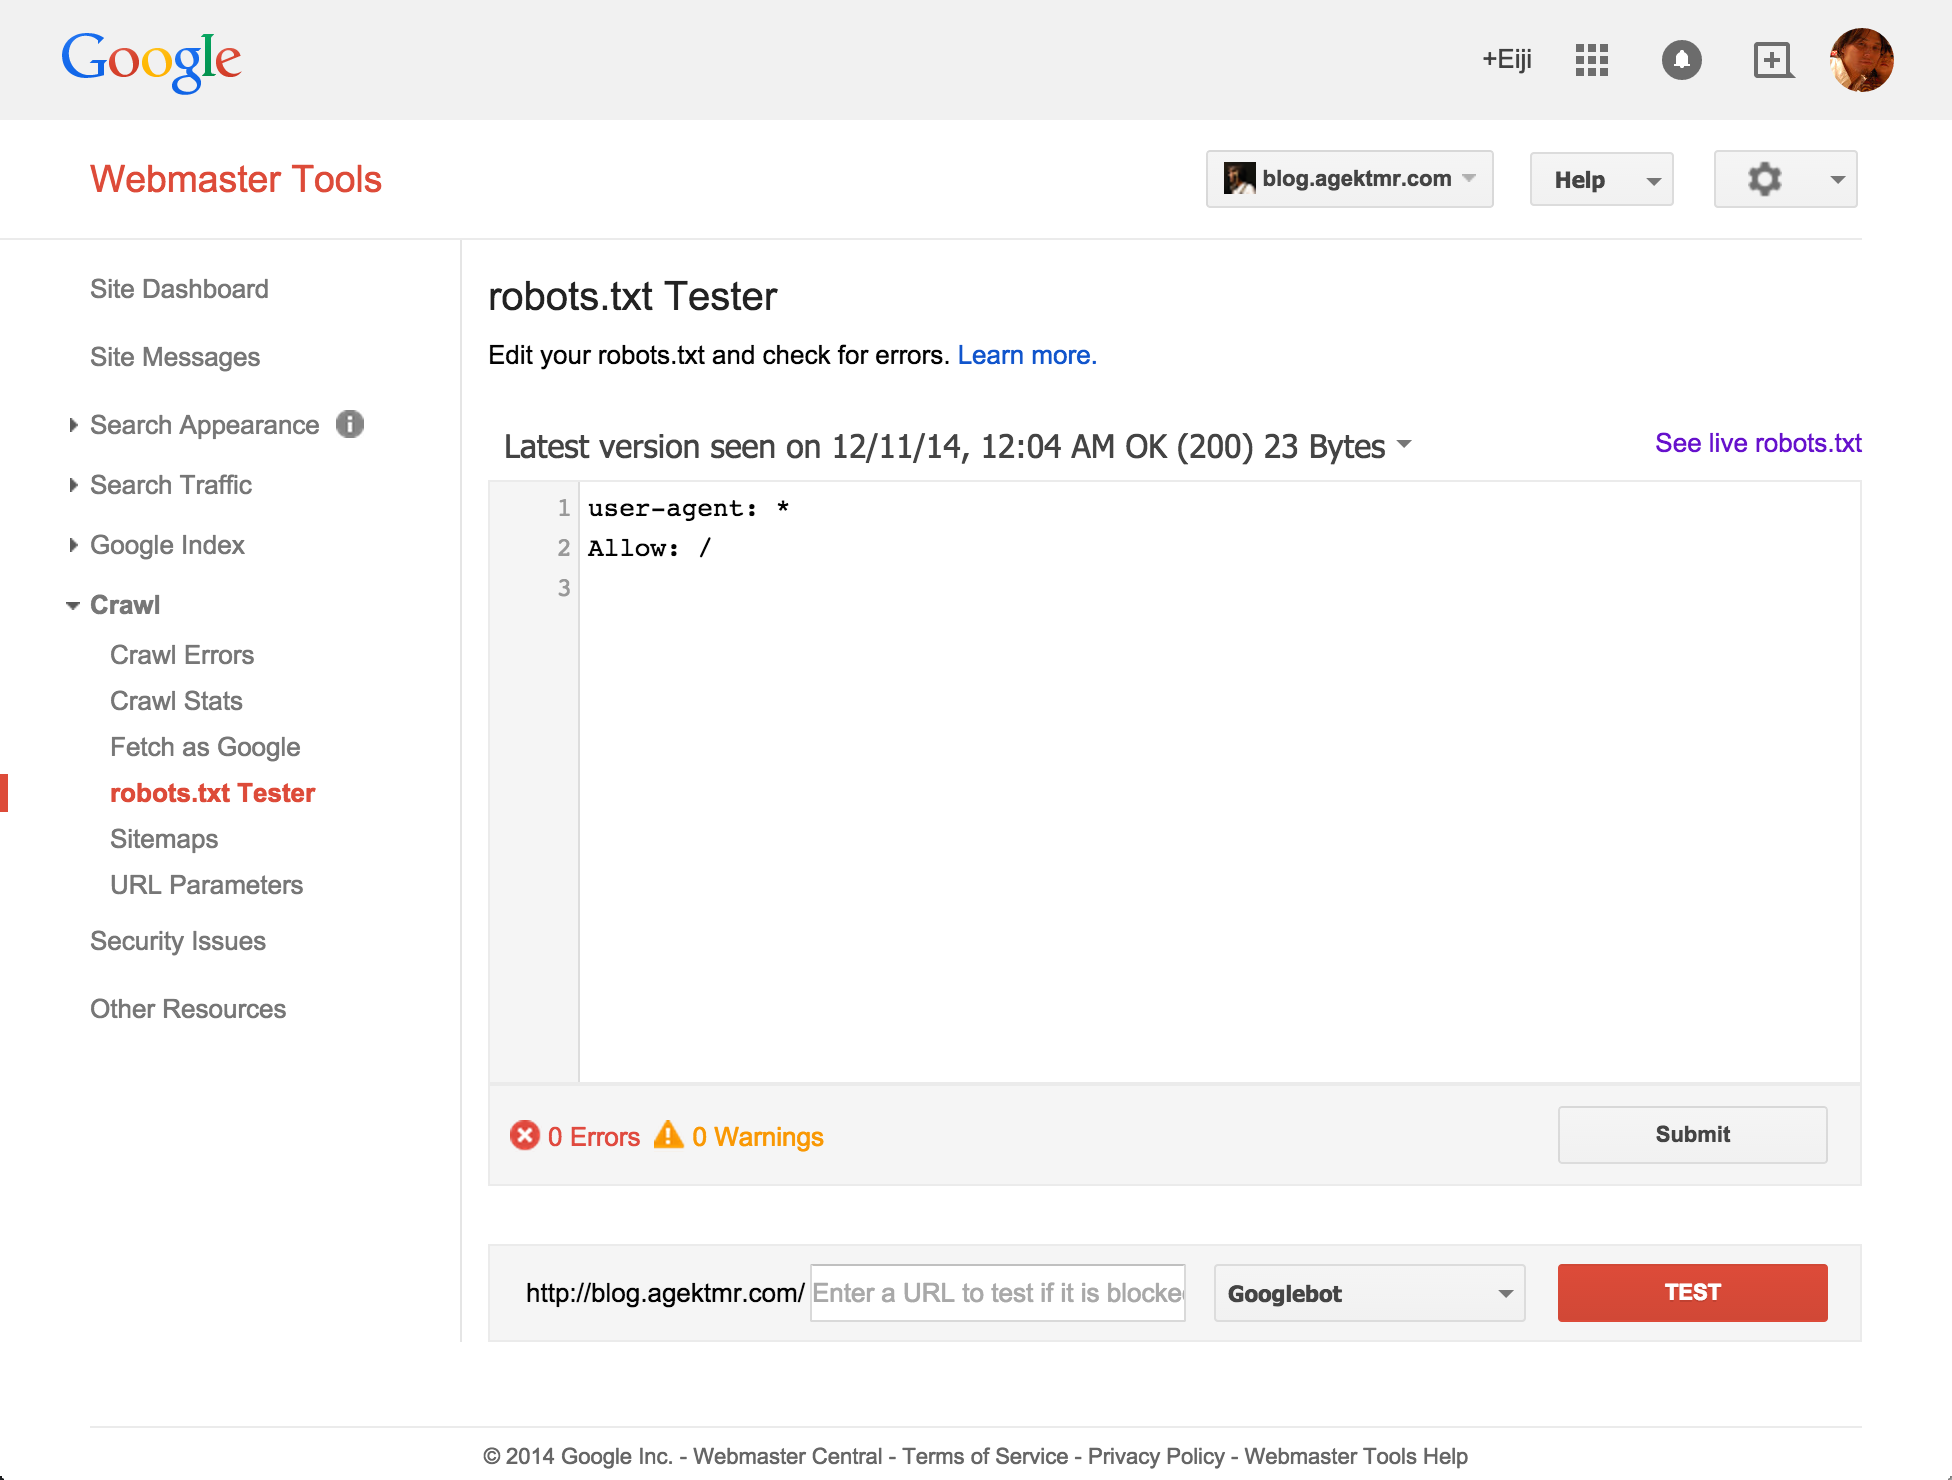 Google
+Eiji
Webmaster Tools
blog.agektmr.com
Help
Site Dashboard
Site Messages
Search Appearance
Search Traffic
Google Index
Crawl
Crawl Errors
Crawl Stats
Fetch as Google
robots.txt Tester
Sitemaps
URL Parameters
Security Issues
Other Resources
robots.txt Tester
Edit your robots.txt and check for errors. Learn more.
Latest version seen on 12/11/14, 12:04 AM OK (200) 23 Bytes
See live robots.txt
1 user-agent: *
2 Allow: /
3
0 Errors 0 Warnings
Submit
http://blog.agektmr.com/ Enter a URL to test if it is blocke
Googlebot
TEST
© 2014 Google Inc. - Webmaster Central - Terms of Service - Privacy Policy - Webmaster Tools Help